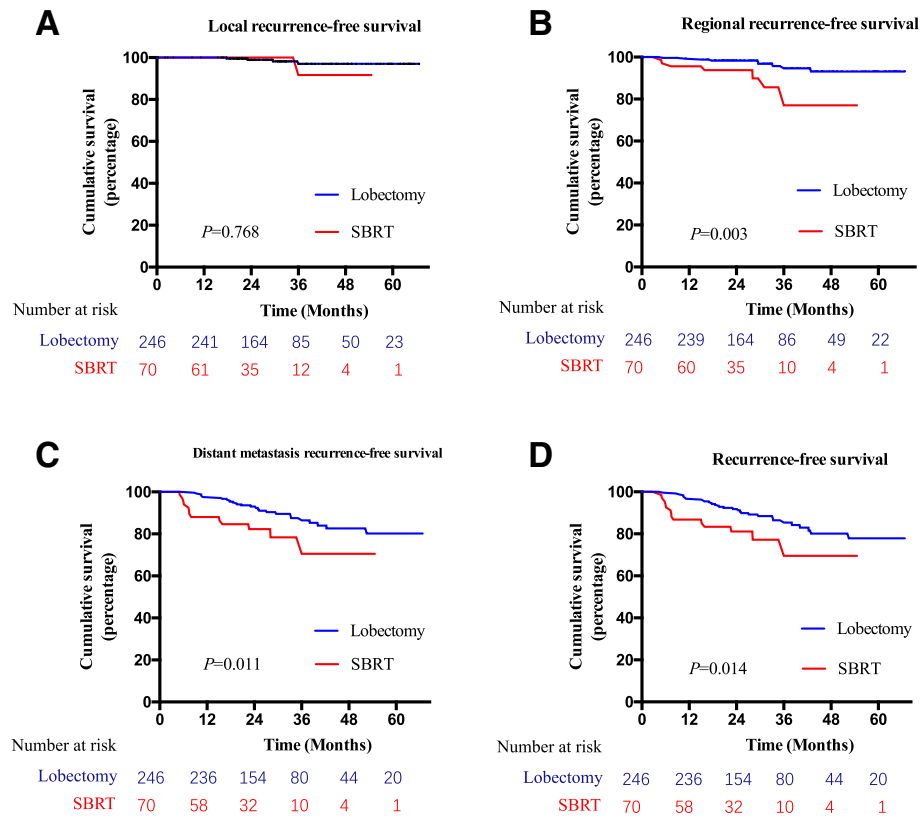 A
Local recurrence-free survival
Cumulative survival
(percentage)
100
80
60
40
20
0
Lobectomy
SBRT
P=0.768
0 12 24 36 48 60
Number at risk
Time (Months)
Lobectomy 246 241 164 85 50 23
SBRT 70 61 35 12 4 1
B
Regional recurrence-free survival
Cumulative survival
(percentage)
100
80
60
40
20
0
Lobectomy
SBRT
P=0.003
0 12 24 36 48 60
Number at risk
Time (Months)
Lobectomy 246 239 164 86 49 22
SBRT 70 60 35 10 4 1
C
Distant metastasis recurrence-free survival
Cumulative survival
(percentage)
100
80
60
40
20
0
Lobectomy
SBRT
P=0.011
0 12 24 36 48 60
Number at risk
Time (Months)
Lobectomy 246 236 154 80 44 20
SBRT 70 58 32 10 4 1
D
Recurrence-free survival
Cumulative survival
(percentage)
100
80
60
40
20
0
Lobectomy
SBRT
P=0.014
0 12 24 36 48 60
Number at risk
Time (Months)
Lobectomy 246 236 154 80 44 20
SBRT 70 58 32 10 4 1